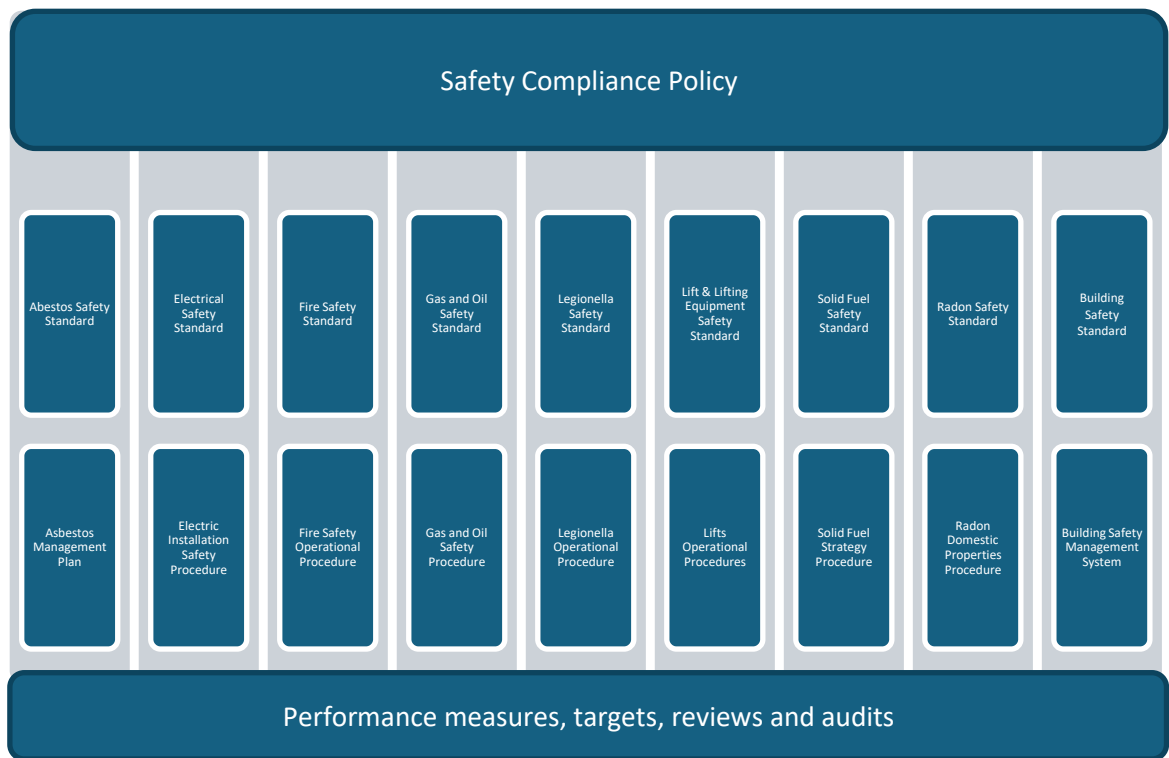 Safety Compliance Policy
Abestos Safety
Standard
Electrical
Safety
Standard
Fire Safety
Standard
Gas and Oil
Safety
Standard
Legionella
Safety
Standard
Lift & Lifting
Equipment
Safety
Standard
Solid Fuel
Safety
Standard
Radon Safety
Standard
Building
Safety
Standard
Asbestos
Management
Plan
Electric
Installation
Safety
Procedure
Fire Safety
Operational
Procedure
Gas and Oil
Safety
Procedure
Legionella
Operational
Procedure
Lifts
Operational
Procedures
Solid Fuel
Strategy
Procedure
Radon
Domestic
Properties
Procedure
Building Safety
Management
System
Performance measures, targets, reviews and audits